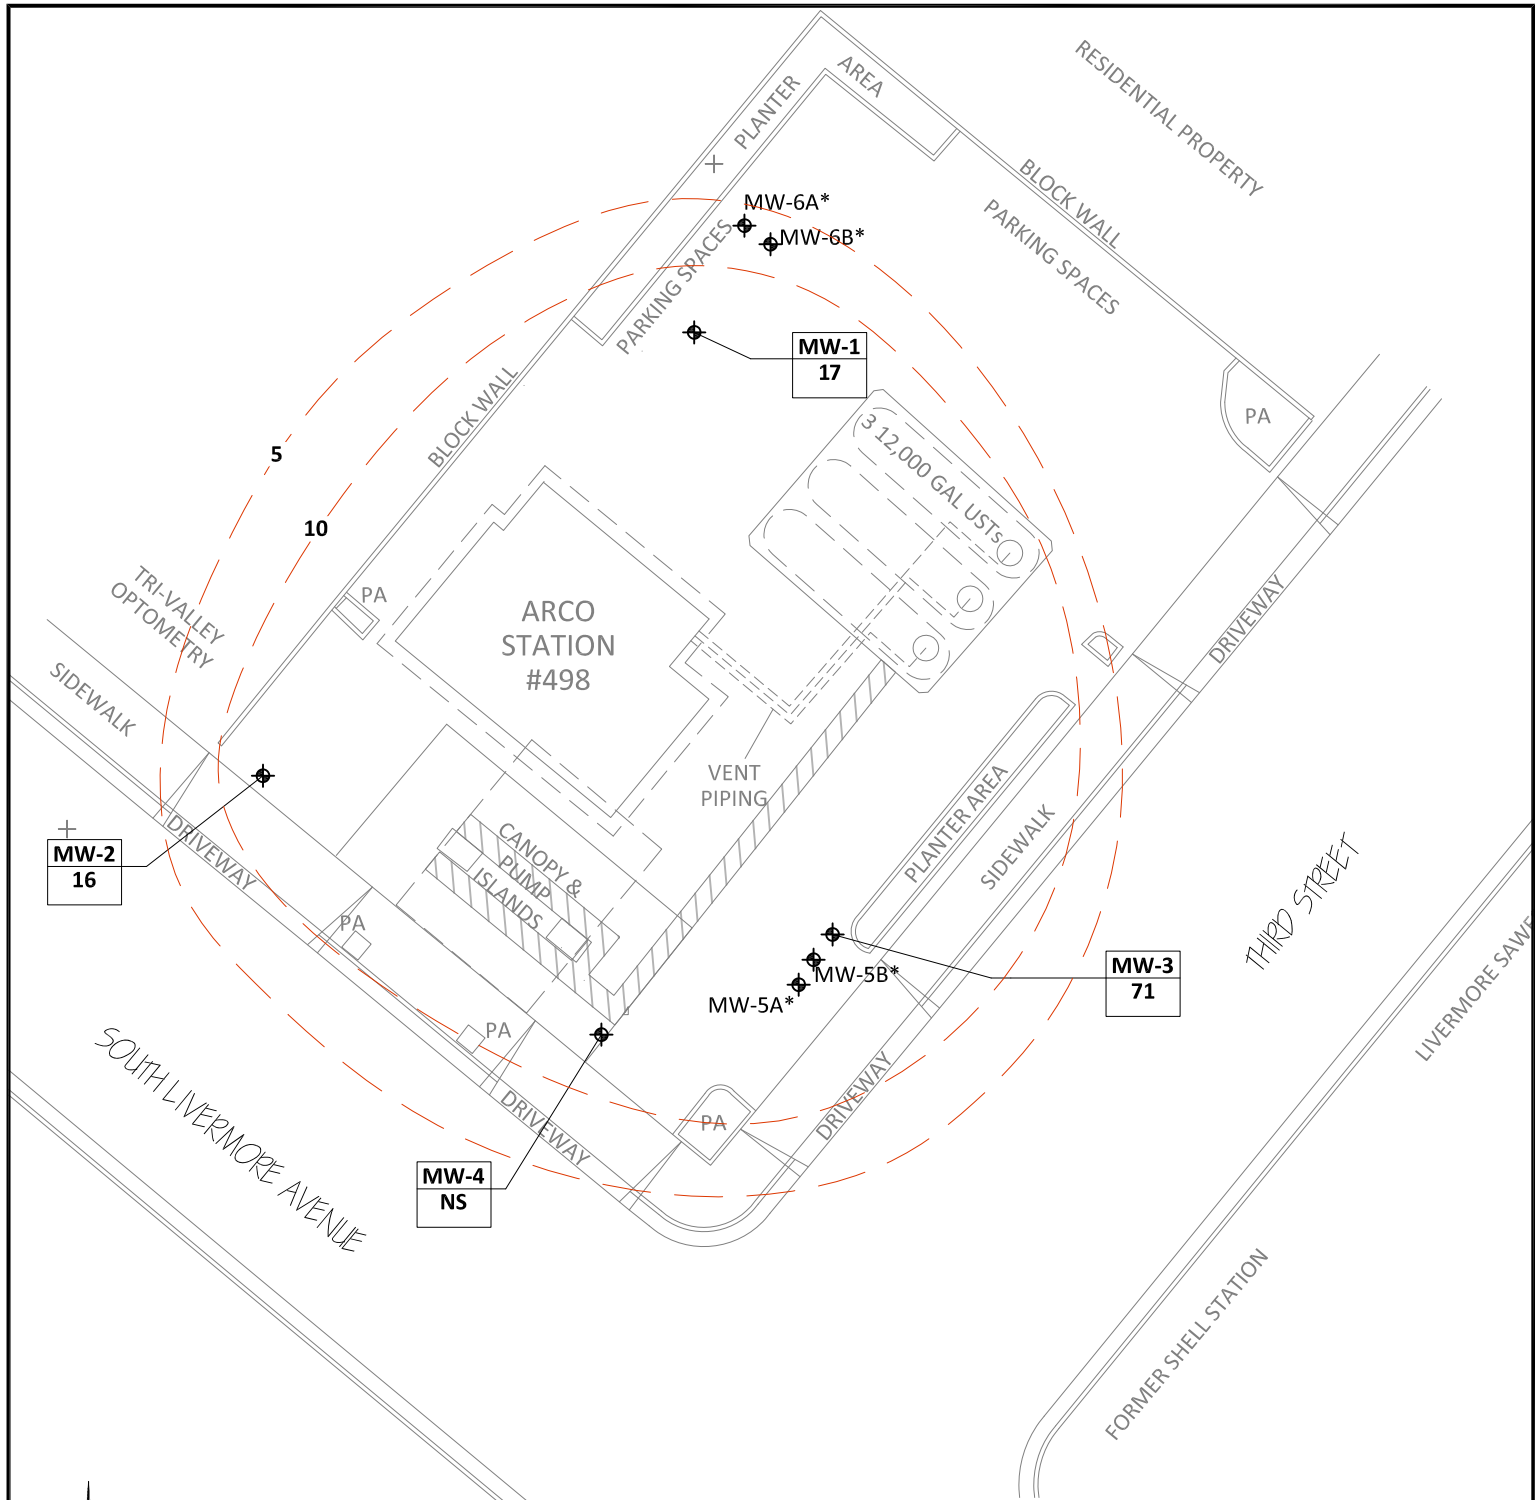 RESIDENTIAL PROPERTY
AREA
PLANTER
BLOCK WALL
PARKING SPACES
MW-6A*
MW-6B*
PARKING SPACES
MW-1
17
BLOCK WALL
5
10
3 12,000 GAL USTs
PA
TRI-VALLEY
OPTOMETRY
PA
ARCO
STATION
#498
DRIVEWAY
SIDEWALK
VENT
PIPING
PLANTER AREA
SIDEWALK
MW-2
16
DRIVEWAY
CANOPY &
PUMP
ISLANDS
THIRD STREET
PA
MW-3
71
MW-5B*
MW-5A*
PA
LIVERMORE SAWE
SOUTH LIVERMORE AVENUE
DRIVEWAY
DRIVEWAY
PA
MW-4
NS
FORMER SHELL STATION